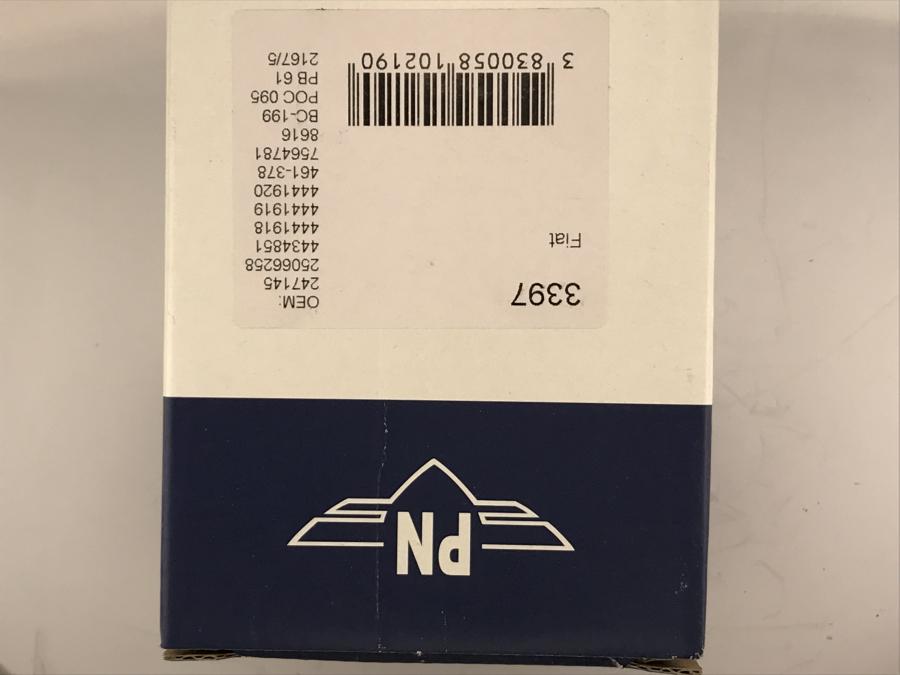 PN
3397
Fiat
3 830058 102190
OEM:
247145
25066258
4434851
4441918
4441919
4441920
461-378
7564781
8616
BC-199
POC 095
PB 61
2167/5